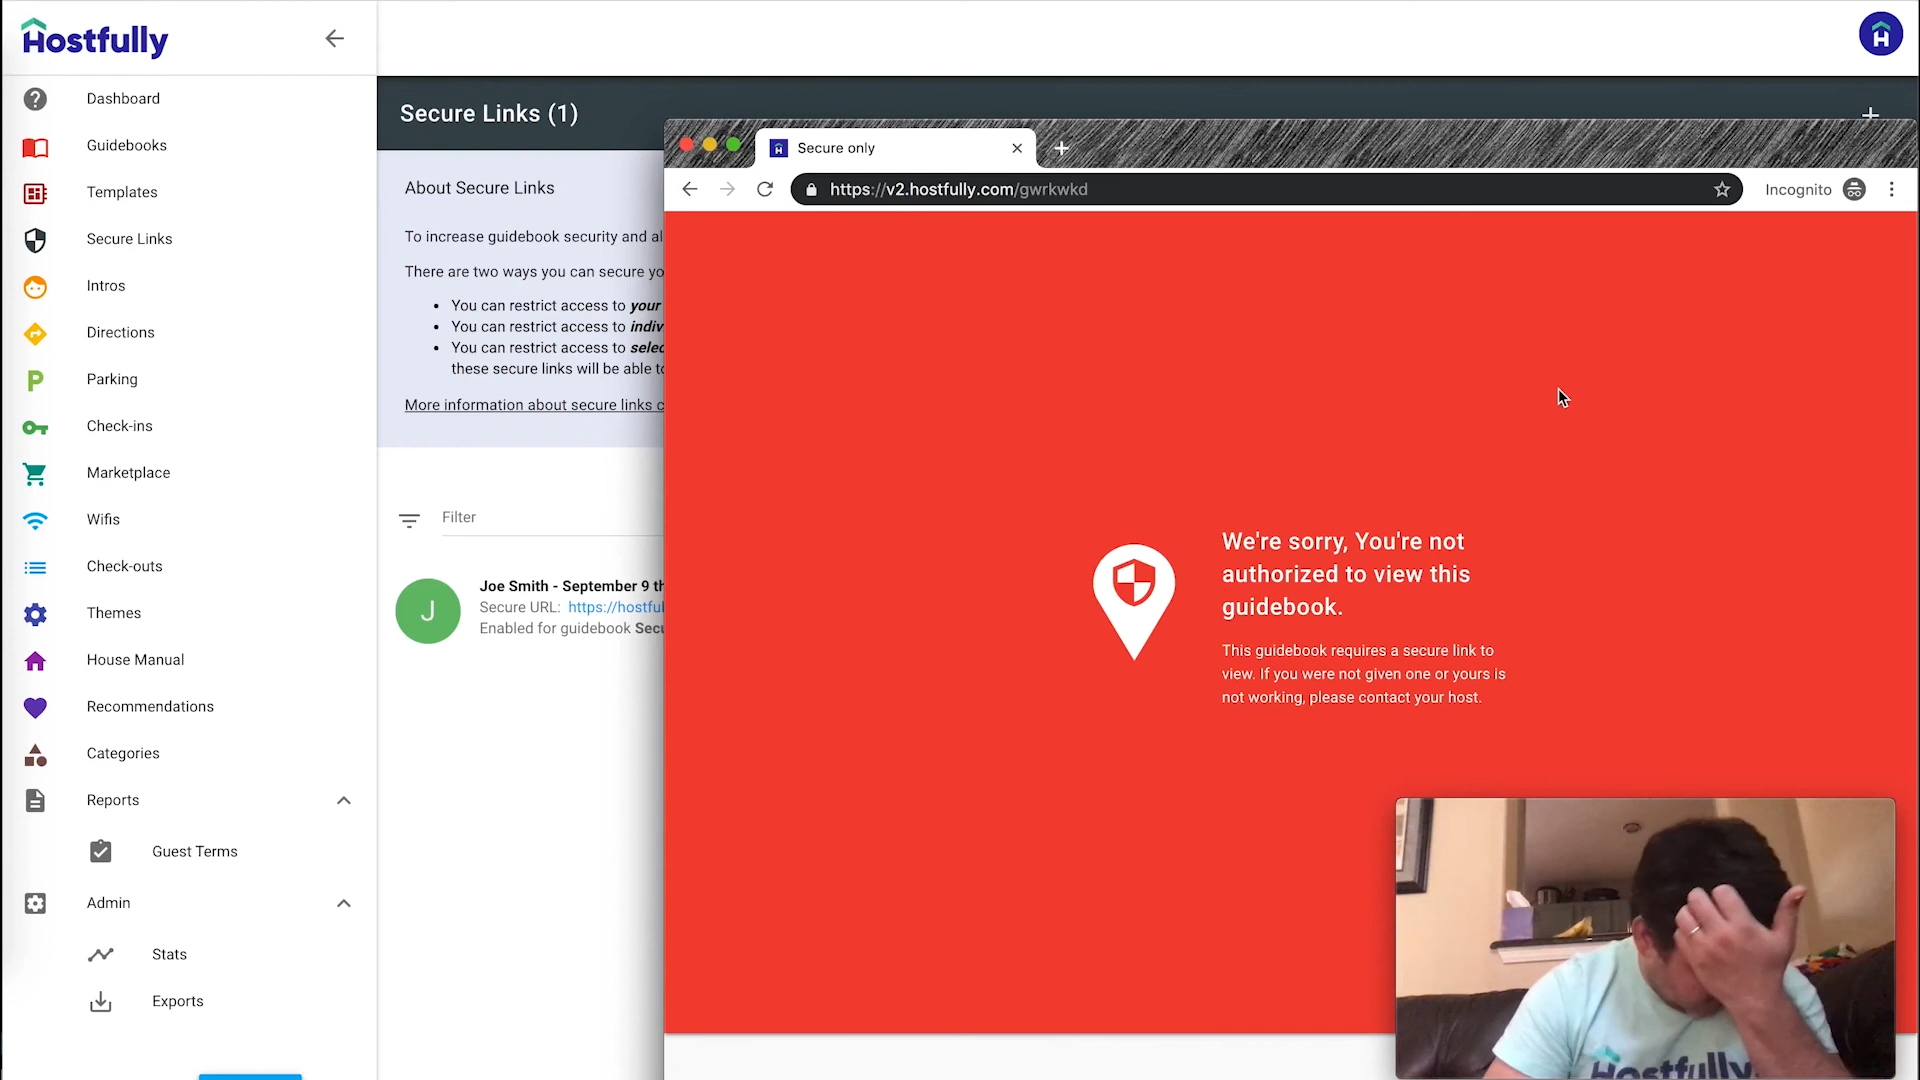 Hostfully
Dashboard
Guidebooks
Templates
Secure Links
Intros
Directions
Parking
Check-ins
Marketplace
Wifis
Check-outs
Themes
House Manual
Recommendations
Categories
Reports
Guest Terms
Admin
Stats
Exports
Secure Links (1)
About Secure Links
To increase guidebook security and al
There are two ways you can secure yo
You can restrict access to your
You can restrict access to indiv
You can restrict access to selec
these secure links will be able to
More information about secure links c
Filter
J
Joe Smith - September 9 th
Secure URL: https://hostful
Enabled for guidebook Secu
Secure only
https://v2.hostfully.com/gwrkwkd
Incognito
We're sorry, You're not
authorized to view this
guidebook.
This guidebook requires a secure link to
view. If you were not given one or yours is
not working, please contact your host.
Hostfully